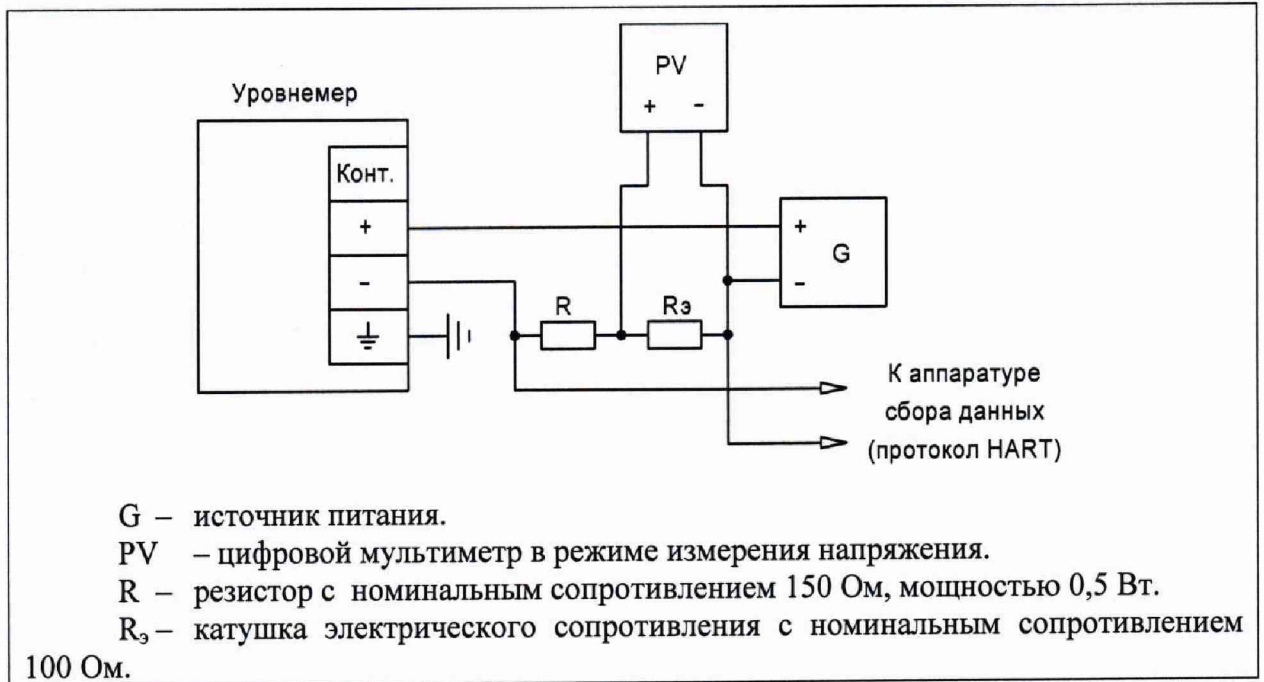 PV
+ -
Уровнемер
Конт.
+
-
+
G
-
R
Rэ
К аппаратуре
сбора данных
(протокол HART)
G – источник питания.
PV – цифровой мультиметр в режиме измерения напряжения.
R – резистор с номинальным сопротивлением 150 Ом, мощностью 0,5 Вт.
Rэ – катушка электрического сопротивления с номинальным сопротивлением
100 Ом.